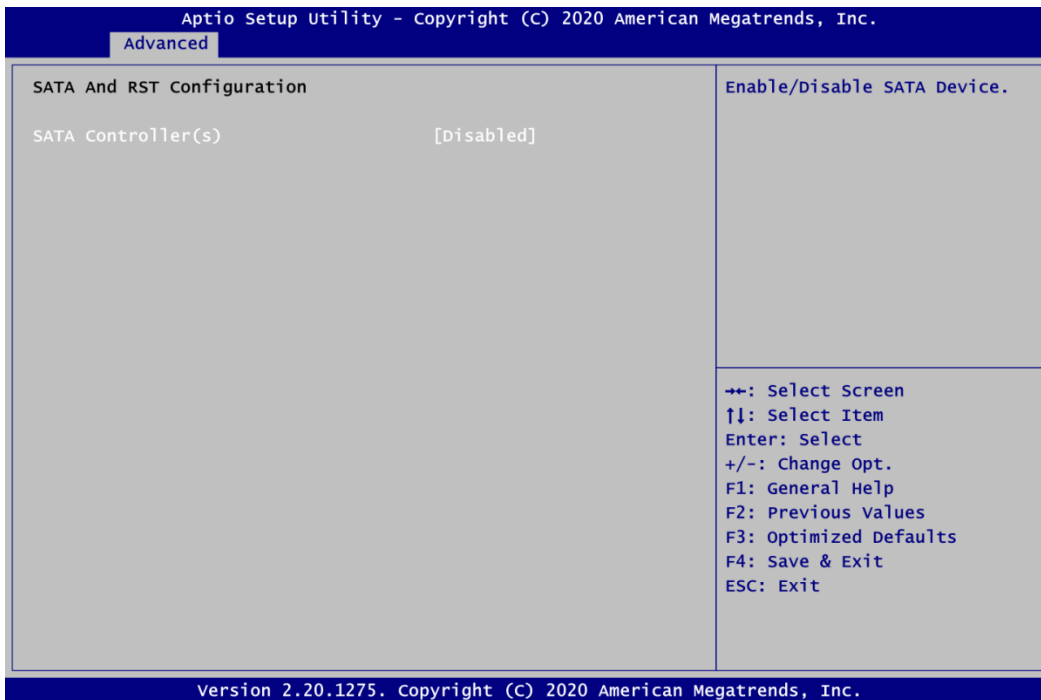 Aptio Setup Utility - Copyright (C) 2020 American Megatrends, Inc.
Advanced
SATA And RST Configuration
SATA Controller(s) [Disabled]
Enable/Disable SATA Device.
→←: Select Screen
↑↓: Select Item
Enter: Select
+/-: Change Opt.
F1: General Help
F2: Previous Values
F3: Optimized Defaults
F4: Save & Exit
ESC: Exit
Version 2.20.1275. Copyright (C) 2020 American Megatrends, Inc.